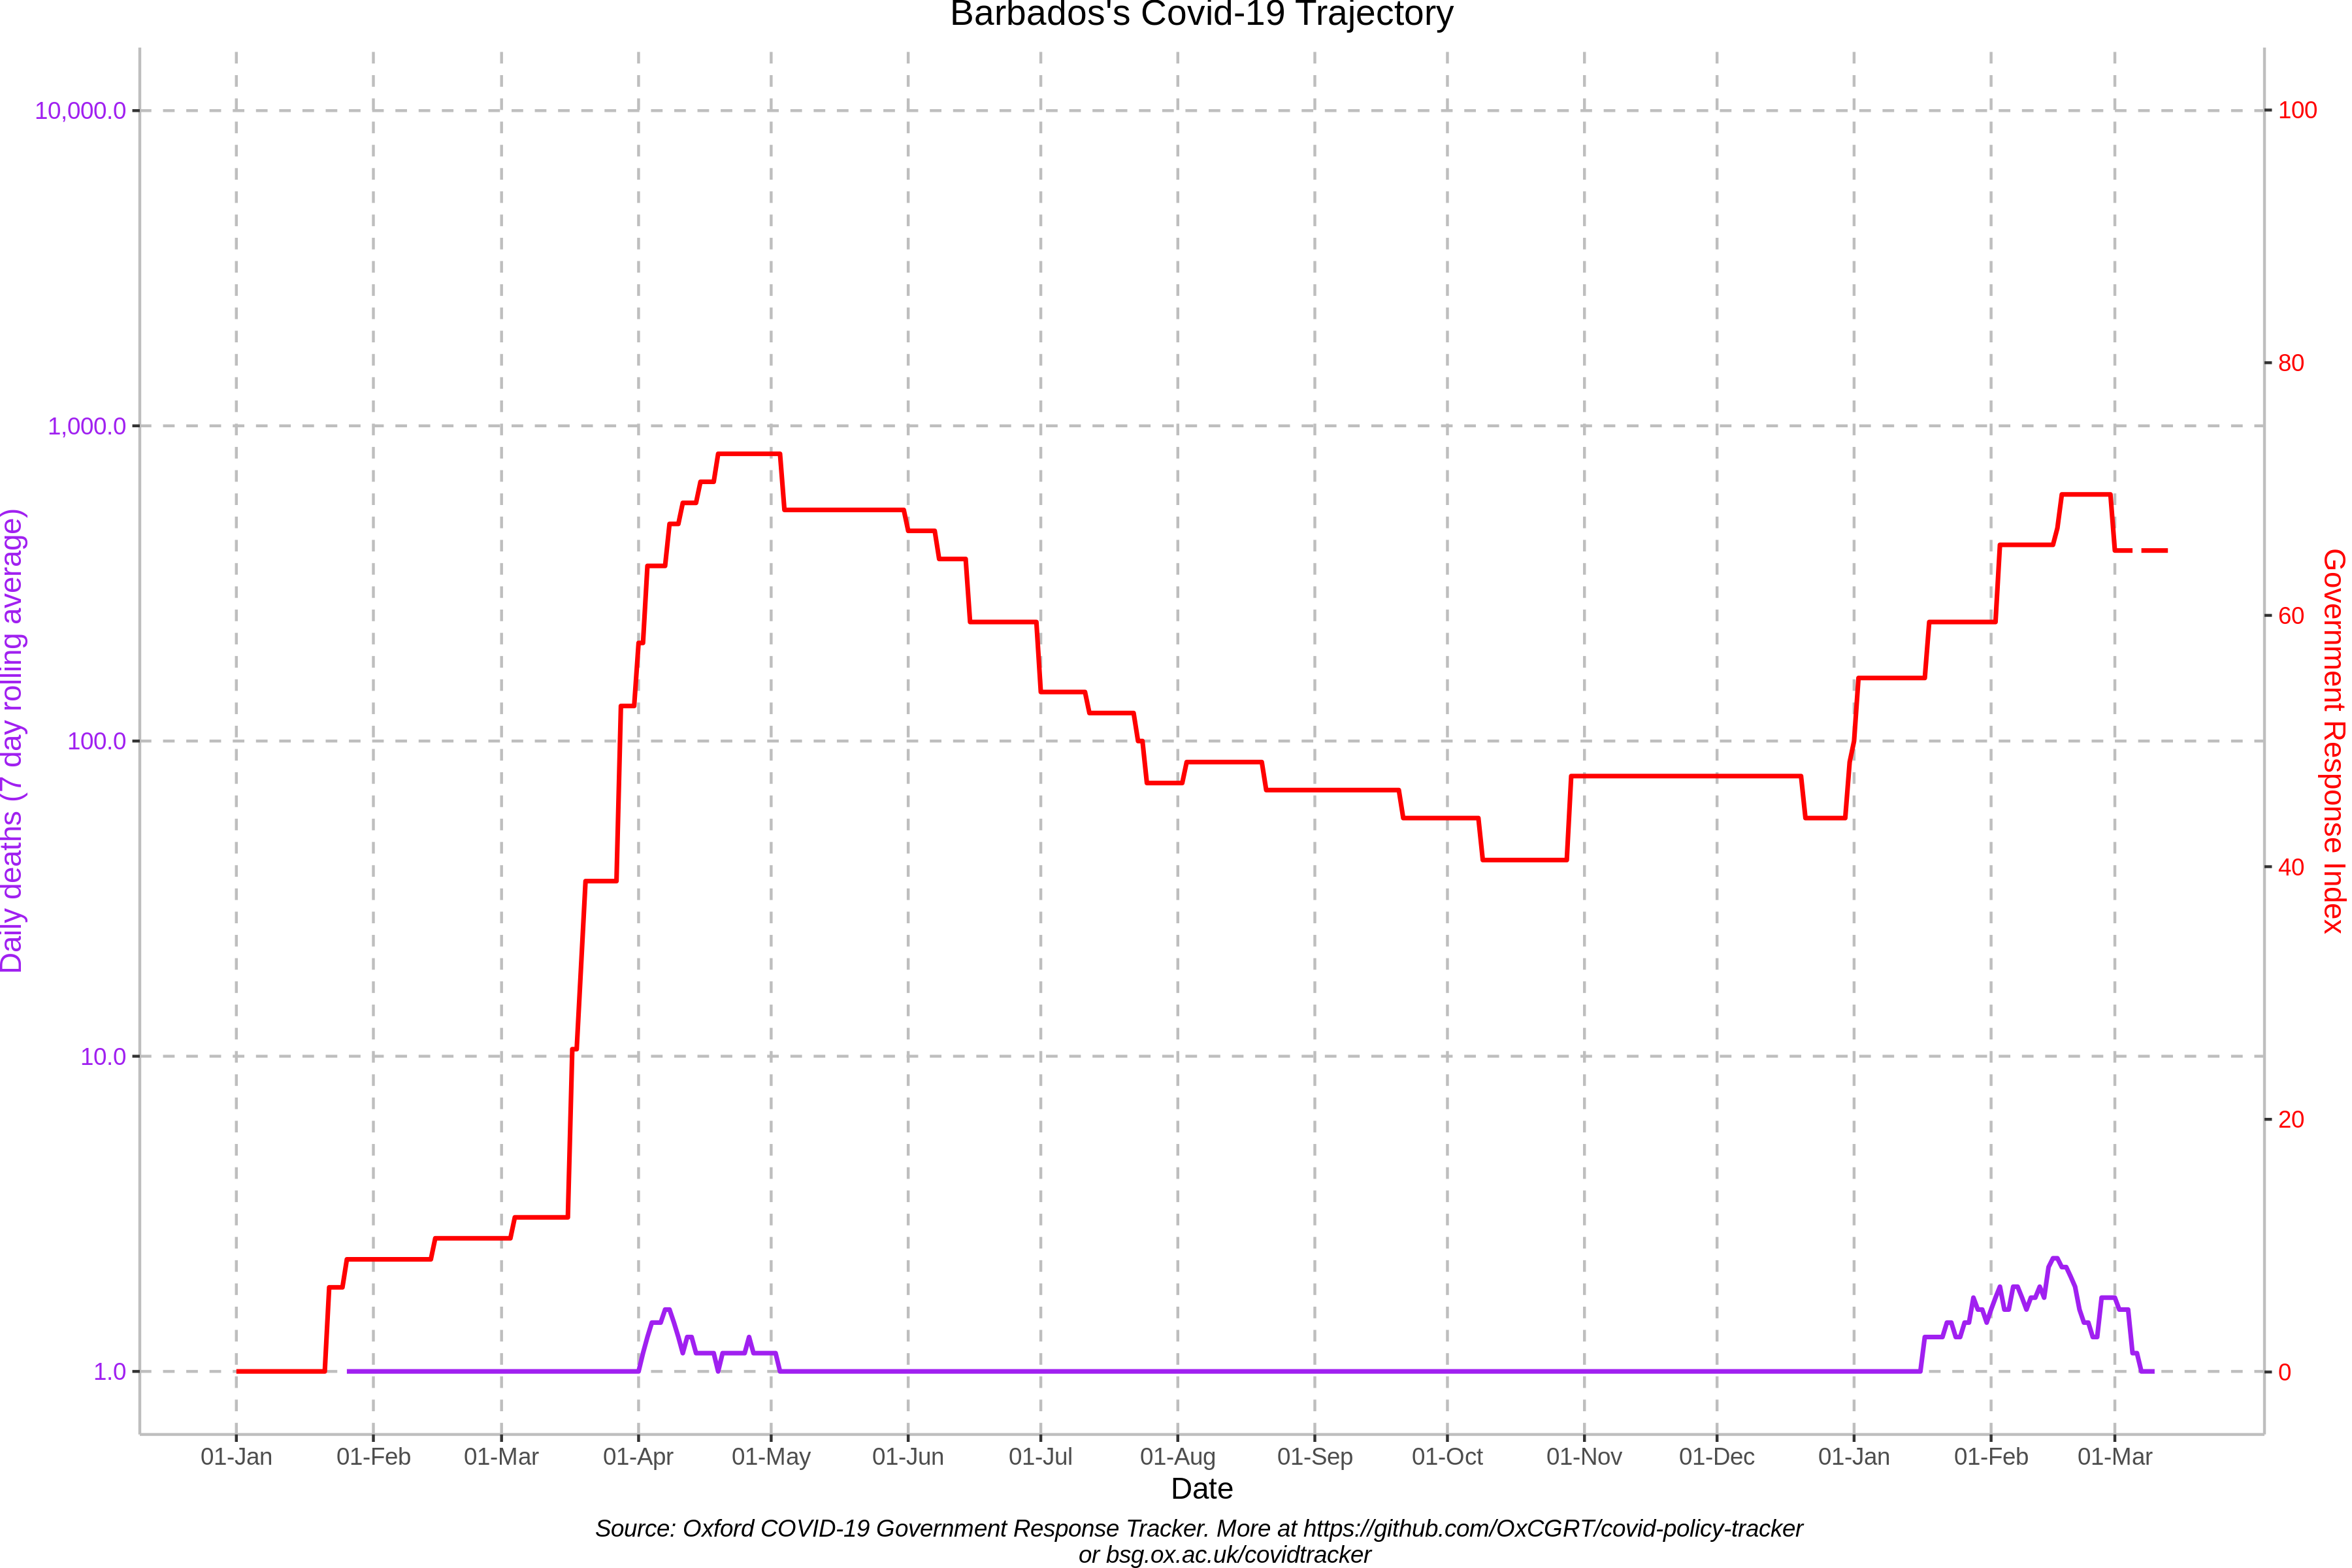 Barbados's Covid-19 Trajectory
10,000.0
1,000.0
100.0
10.0
1.0
Daily deaths (7 day rolling average)
100
80
60
40
20
0
Government Response Index
01-Jan 01-Feb 01-Mar 01-Apr 01-May 01-Jun 01-Jul 01-Aug 01-Sep 01-Oct 01-Nov 01-Dec 01-Jan 01-Feb 01-Mar
Date
Source: Oxford COVID-19 Government Response Tracker. More at https://github.com/OxCGRT/covid-policy-tracker
or bsg.ox.ac.uk/covidtracker